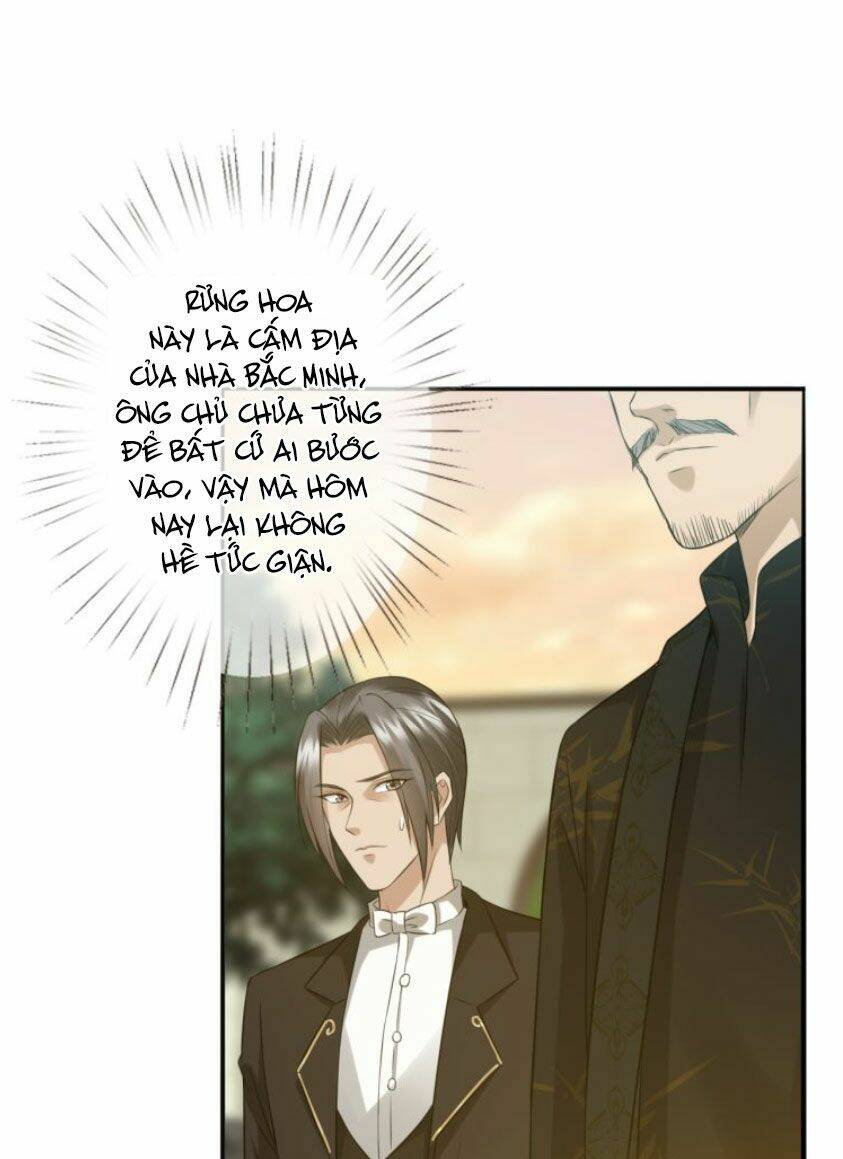 RỪNG HOA
NÀY LÀ CẤM ĐỊA
CỦA NHÀ BẮC MINH,
ÔNG CHỦ CHƯA TỪNG
ĐỂ BẤT CỨ AI BƯỚC
VÀO, VẬY MÀ HÔM
NAY LẠI KHÔNG
HỀ TỨC GIẬN.